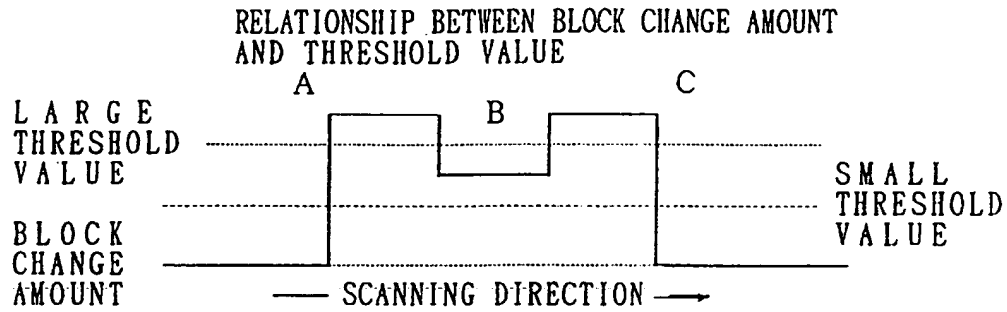 RELATIONSHIP BETWEEN BLOCK CHANGE AMOUNT
AND THRESHOLD VALUE
A
B
C
LARGE
THRESHOLD
VALUE
SMALL
THRESHOLD
VALUE
BLOCK
CHANGE
AMOUNT
SCANNING DIRECTION